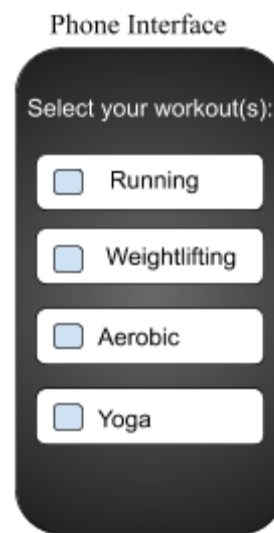 Phone Interface
Select your workout(s):
Running
Weightlifting
Aerobic
Yoga